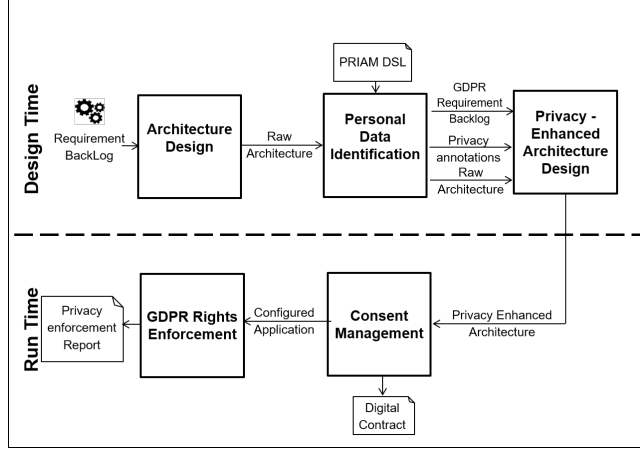 Design Time
Requirement
BackLog
Architecture
Design
Raw
Architecture
PRIAM DSL
Personal
Data
Identification
GDPR
Requirement
Backlog
Privacy
annotations
Raw
Architecture
Privacy -
Enhanced
Architecture
Design
Run Time
Privacy
enforcement
Report
GDPR Rights
Enforcement
Configured
Application
Consent
Management
Privacy Enhanced
Architecture
Digital
Contract